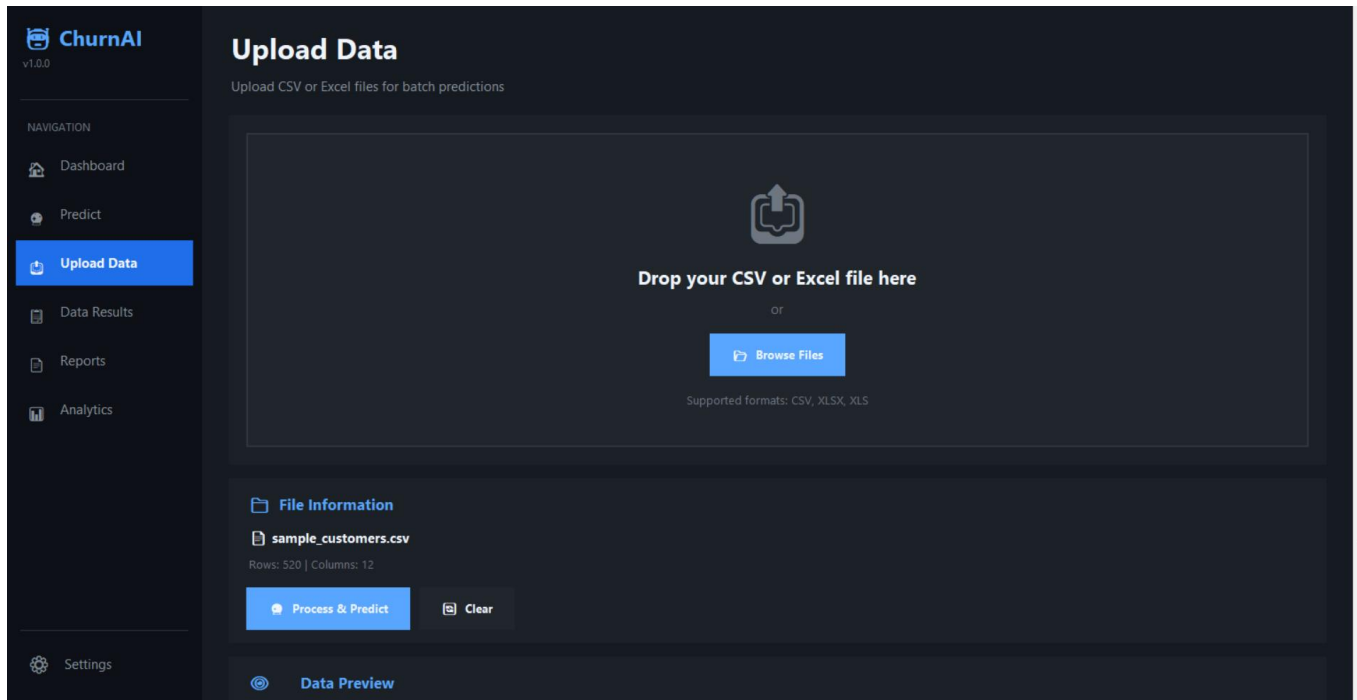 ChurnAI
v1.0.0
NAVIGATION
Dashboard
Predict
Upload Data
Data Results
Reports
Analytics
Settings
Upload Data
Upload CSV or Excel files for batch predictions
Drop your CSV or Excel file here
or
Browse Files
Supported formats: CSV, XLSX, XLS
File Information
sample_customers.csv
Rows: 520 | Columns: 12
Process & Predict
Clear
Data Preview